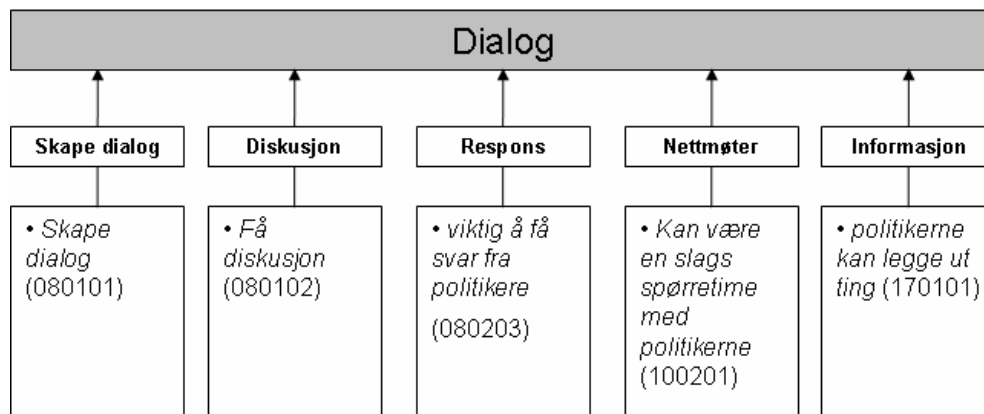 Dialog
Skape dialog
Diskusjon
Respons
Nettmøter
Informasjon
• Skape
dialog
(080101)
• Få
diskusjon
(080102)
• viktig å få
svar fra
politikere
(080203)
• Kan være
en slags
spørretime
med
politikerne
(100201)
• politikerne
kan legge ut
ting (170101)